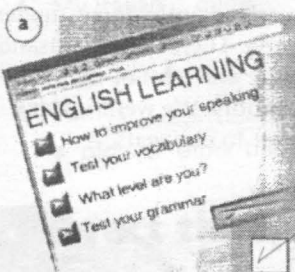 a
ENGLISH LEARNING
How to improve your speaking
Test your vocabulary
What level are you?
Test your grammar